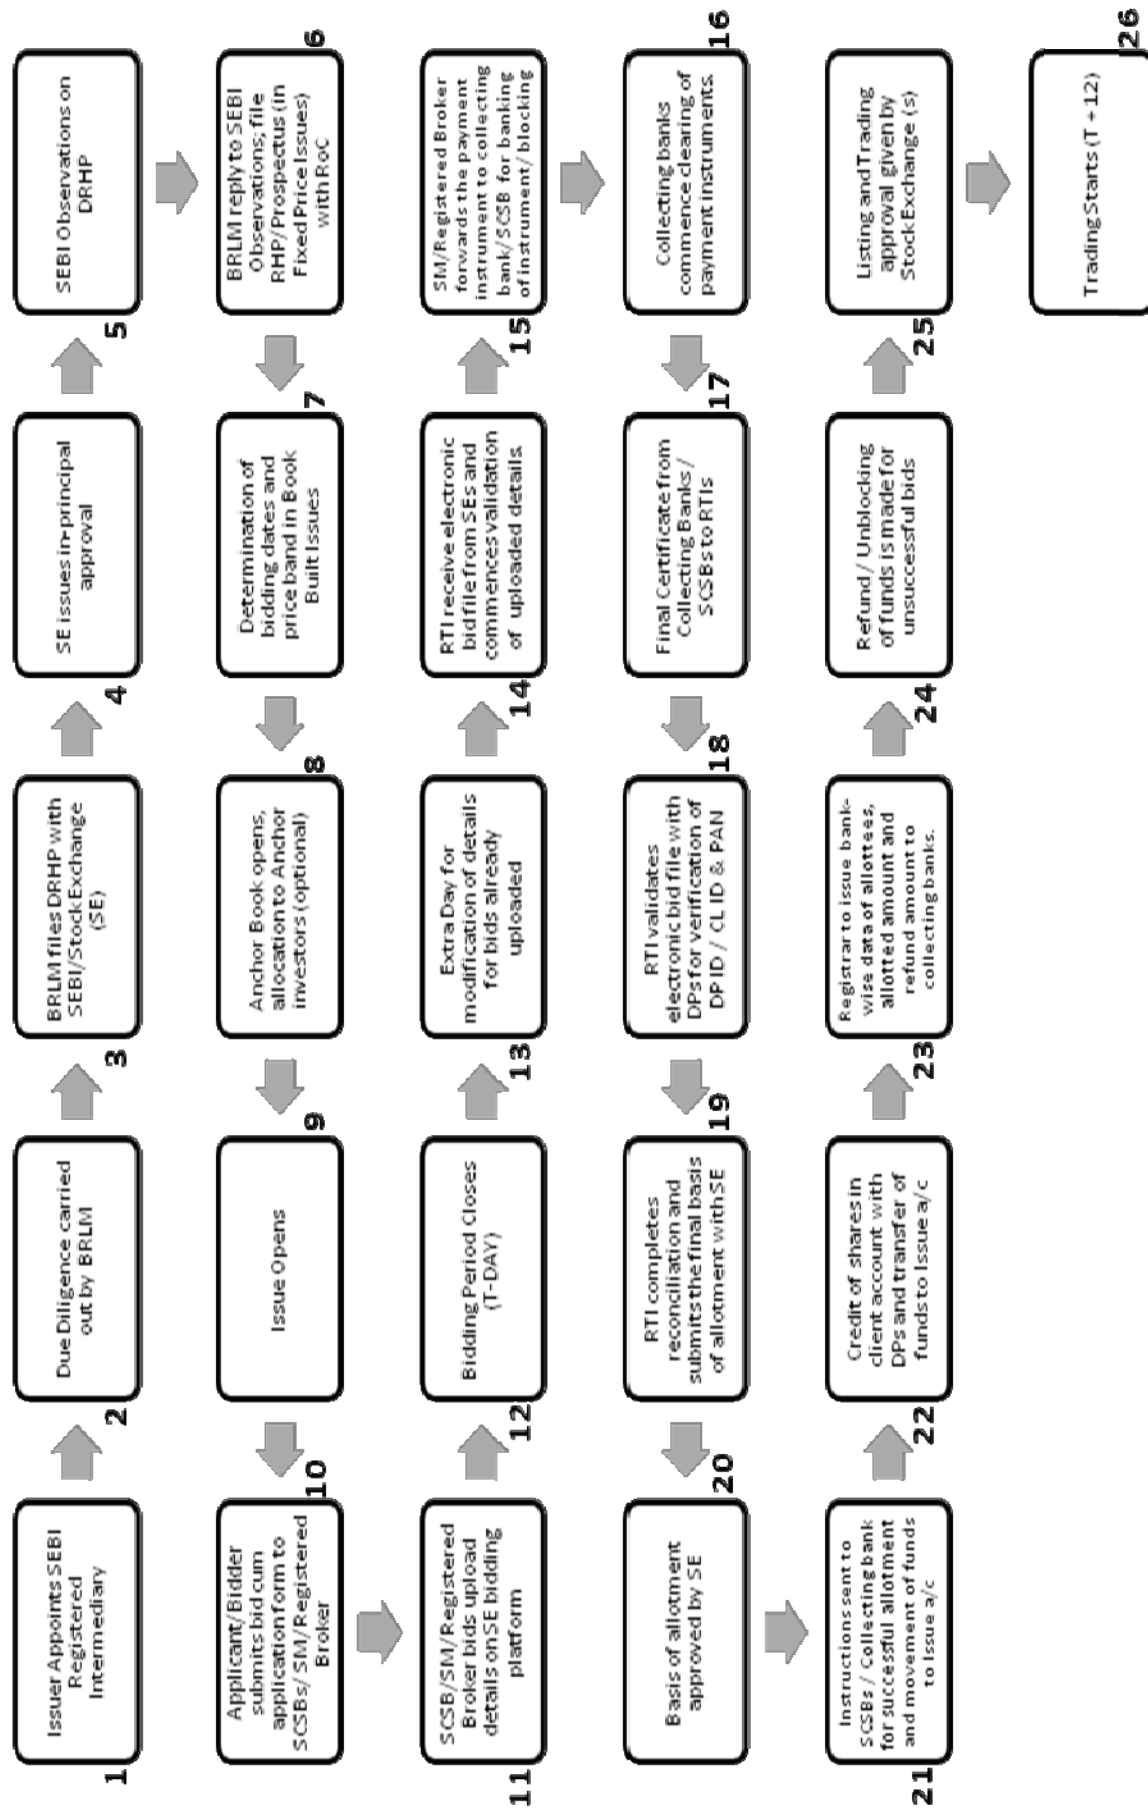 1
Issuer Appoints SEBI
Registered
Intermediary
2
Due Diligence carried
out by BRLM
3
BRLM files DRHP with
SEBI/Stock Exchange
(SE)
4
SE issues in-principal
approval
5
SEBI Observations on
DRHP
6
BRLM reply to SEBI
Observations; file
RHP/Prospectus (in
Fixed Price Issues)
with RoC
7
Determination of
bidding dates and
price band in Book
Built Issues
8
Anchor Book opens,
allocation to Anchor
investors (optional)
9
Issue Opens
10
Applicant/Bidder
submits bid cum
application form to
SCSBs/ SM/Registered
Broker
11
SCSB/SM/Registered
Broker bids upload
details on SE bidding
platform
12
Bidding Period Closes
(T-DAY)
13
Extra Day for
modification of details
for bids already
uploaded
14
RTI receive electronic
bid file from SEs and
commences validation
of uploaded details
15
SM/Registered Broker
forwards the payment
instrument to collecting
bank/SCSB for banking
of instrument/ blocking
16
Collecting banks
commence clearing of
payment instruments.
17
Final Certificate from
Collecting Banks /
SCSBs to RTIs
18
RTI validates
electronic bid file with
DPs for verification of
DP ID / CL ID & PAN
19
RTI completes
reconciliation and
submits the final basis
of allotment with SE
20
Basis of allotment
approved by SE
21
Instructions sent to
SCSBs / Collecting bank
for successful allotment
and movement of funds
to Issue a/c
22
Credit of shares in
client account with
DPs and transfer of
funds to Issue a/c
23
Registrar to issue bank-
wise data of allottees,
allotted amount and
refund amount to
collecting banks.
24
Refund / Unblocking
of funds is made for
unsuccessful bids
25
Listing and Trading
approval given by
Stock Exchange (s)
26
Trading Starts (T + 12)